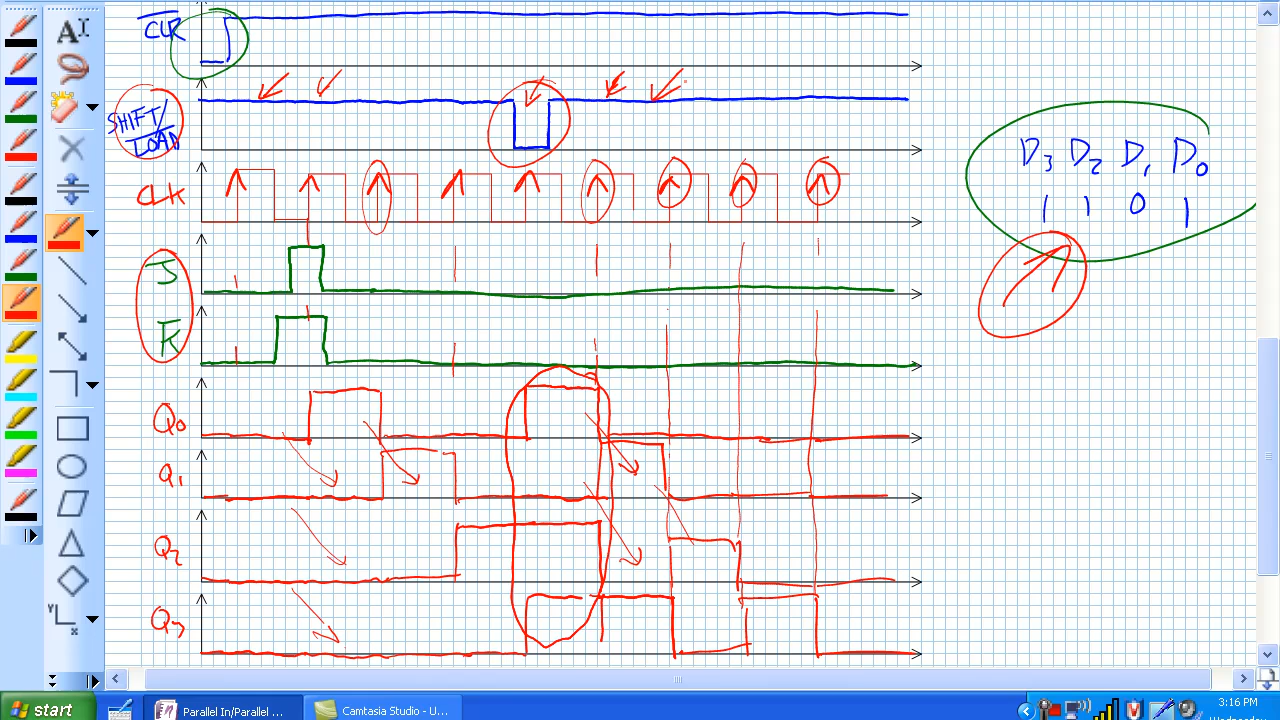 CLR
SHIFT/
LOAD
D3 D2 D1 D0
1 1 0 1
CLK
J
K
Q0
Q1
Q2
Q3
start
Parallel In/Parallel ...
Camtasia Studio - U...
3:16 PM
Wednesday